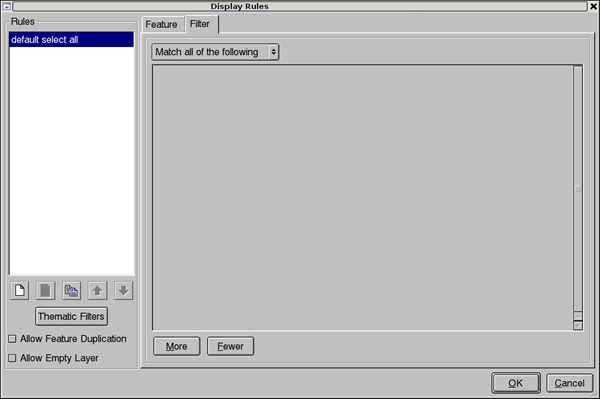 Display Rules
Rules
default select all
Thematic Filters
Allow Feature Duplication
Allow Empty Layer
Feature
Filter
Match all of the following
More
Fewer
OK
Cancel